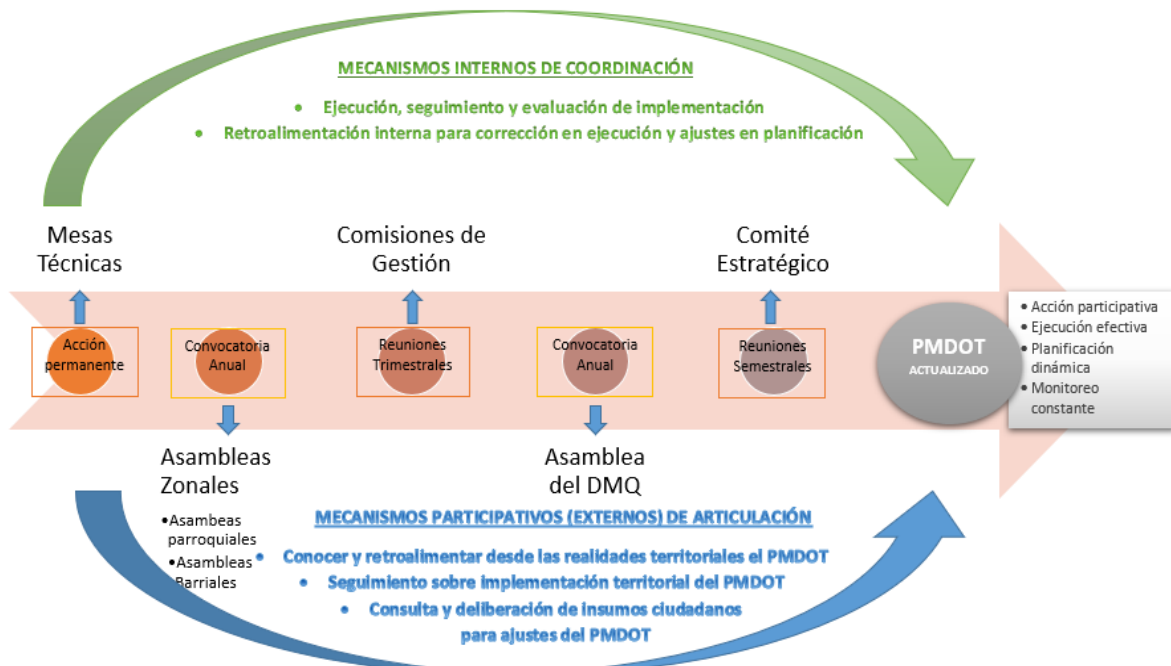 MECANISMOS INTERNOS DE COORDINACIÓN
• Ejecución, seguimiento y evaluación de implementación
• Retroalimentación interna para corrección en ejecución y ajustes en planificación
Mesas
Técnicas
Comisiones de
Gestión
Comité
Estratégico
Acción
permanente
Convocatoria
Anual
Reuniones
Trimestrales
Convocatoria
Anual
Reuniones
Semestrales
PMDOT
ACTUALIZADO
• Acción participativa
• Ejecución efectiva
• Planificación
dinámica
• Monitoreo
constante
Asambleas
Zonales
•Asambeas
parroquiales
•Asambleas
Barriales
Asamblea
del DMQ
MECANISMOS PARTICIPATIVOS (EXTERNOS) DE ARTICULACIÓN
• Conocer y retroalimentar desde las realidades territoriales el PMDOT
• Seguimiento sobre implementación territorial del PMDOT
• Consulta y deliberación de insumos ciudadanos
para ajustes del PMDOT